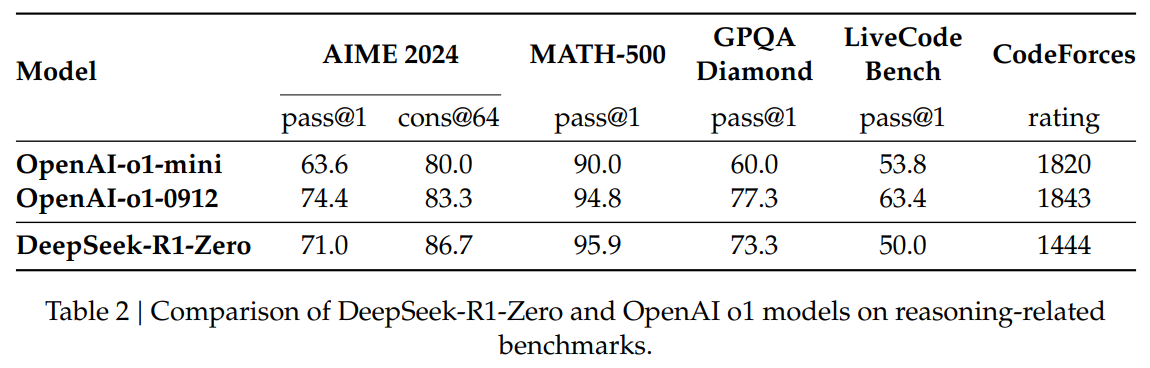 Model AIME 2024 MATH-500 GPQA Diamond LiveCode Bench CodeForces
pass@1 cons@64 pass@1 pass@1 pass@1 rating
OpenAI-o1-mini 63.6 80.0 90.0 60.0 53.8 1820
OpenAI-o1-0912 74.4 83.3 94.8 77.3 63.4 1843
DeepSeek-R1-Zero 71.0 86.7 95.9 73.3 50.0 1444
Table 2 | Comparison of DeepSeek-R1-Zero and OpenAI o1 models on reasoning-related
benchmarks.